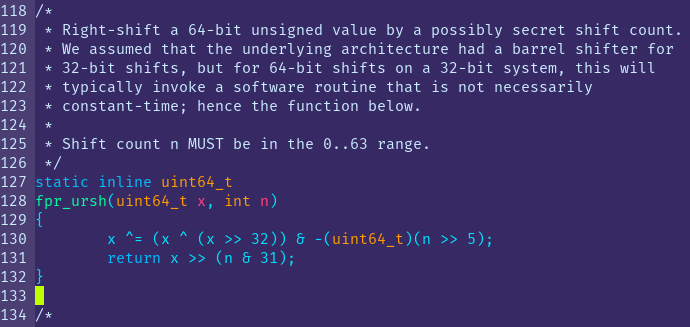 118 /*
119  * Right-shift a 64-bit unsigned value by a possibly secret shift count.
120  * We assumed that the underlying architecture had a barrel shifter for
121  * 32-bit shifts, but for 64-bit shifts on a 32-bit system, this will
122  * typically invoke a software routine that is not necessarily
123  * constant-time; hence the function below.
124  *
125  * Shift count n MUST be in the 0..63 range.
126  */
127 static inline uint64_t
128 fpr_ursh(uint64_t x, int n)
129 {
130         x ^= (x ^ (x >> 32)) & -(uint64_t)(n >> 5);
131         return x >> (n & 31);
132 }
133
134 /*